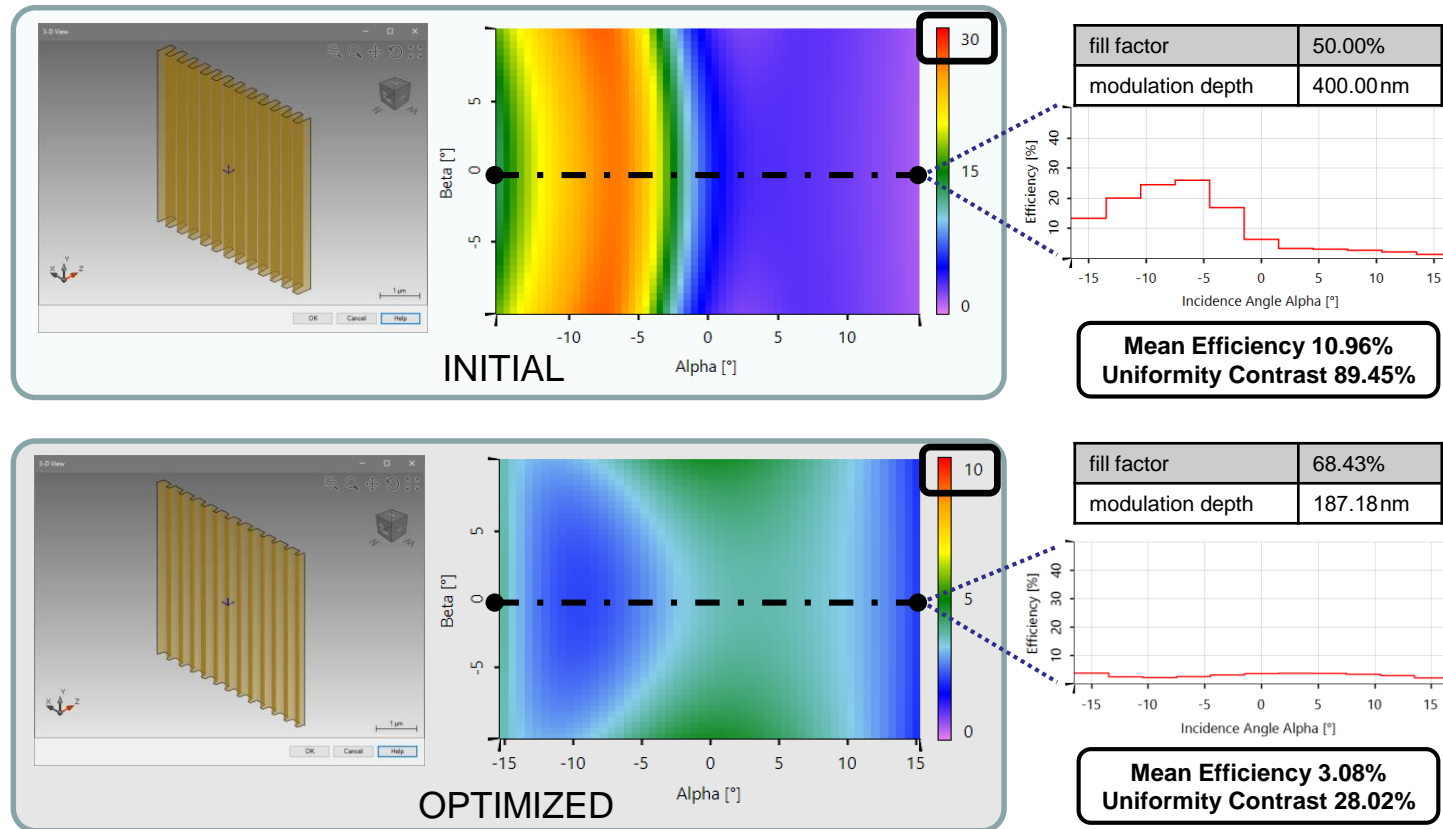 3-D View
X
Y
Z
1 µm
OK Cancel Help
5
0
-5
Beta [°]
-10 -5 0 5 10
Alpha [°]
30
15
0
INITIAL
fill factor 50.00%
modulation depth 400.00 nm
40
30
20
10
Efficiency [%]
-15 -10 -5 0 5 10 15
Incidence Angle Alpha [°]
Mean Efficiency 10.96%
Uniformity Contrast 89.45%
3-D View
X
Y
Z
1 µm
OK Cancel Help
5
0
-5
Beta [°]
-15 -10 -5 0 5 10 15
Alpha [°]
10
5
0
OPTIMIZED
fill factor 68.43%
modulation depth 187.18 nm
40
30
20
10
Efficiency [%]
-15 -10 -5 0 5 10 15
Incidence Angle Alpha [°]
Mean Efficiency 3.08%
Uniformity Contrast 28.02%